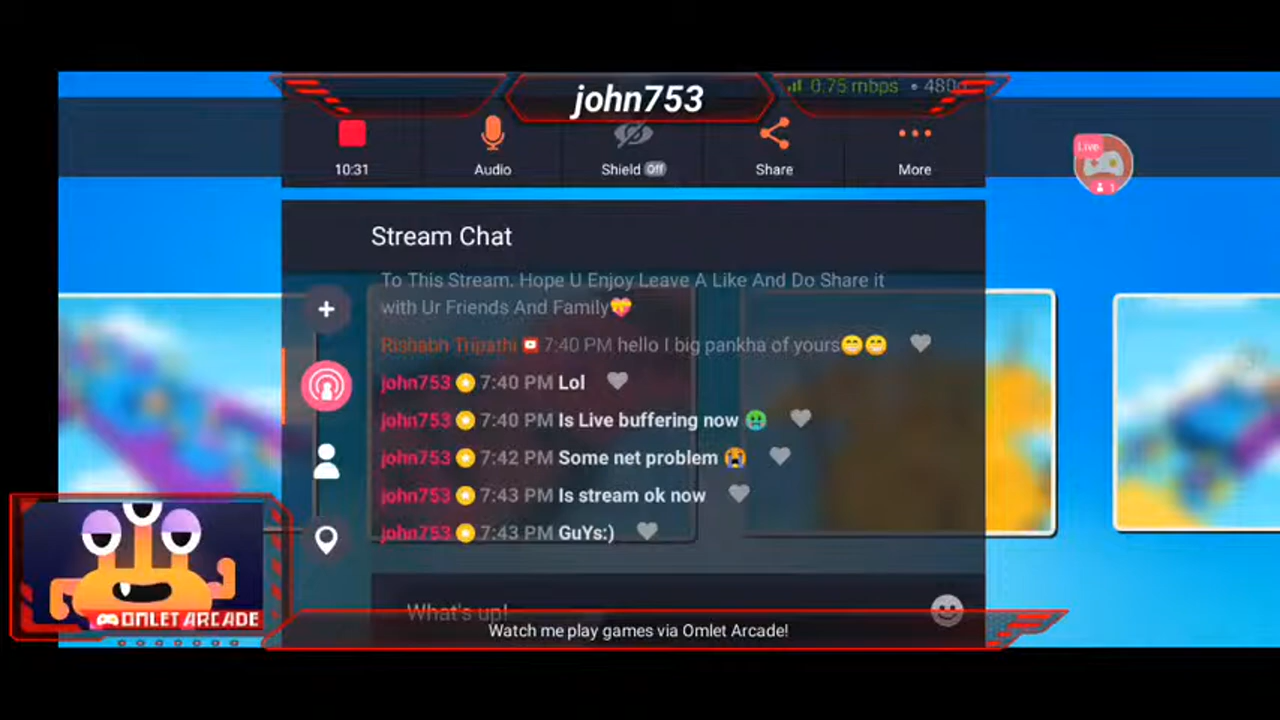 john753
0.75 mbps • 480p
10:31
Audio
Shield Off
Share
More
Live
1
Stream Chat
To This Stream. Hope U Enjoy Leave A Like And Do Share it
with Ur Friends And Family💝
Rishabh Tripathi 7:40 PM hello I big pankha of yours😁😁
john753 7:40 PM Lol
john753 7:40 PM Is Live buffering now 🤢
john753 7:42 PM Some net problem 😭
john753 7:43 PM Is stream ok now
john753 7:43 PM GuYs:)
What's up!
OMLET ARCADE
Watch me play games via Omlet Arcade!